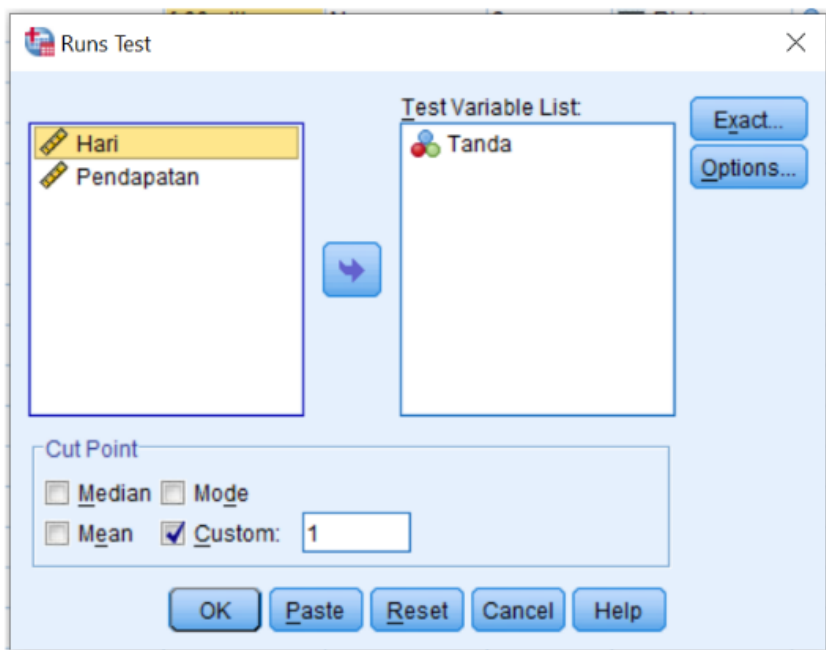 Runs Test
Test Variable List:
Hari
Pendapatan
Tanda
Exact...
Options...
Cut Point
Median Mode
Mean Custom: 1
OK Paste Reset Cancel Help